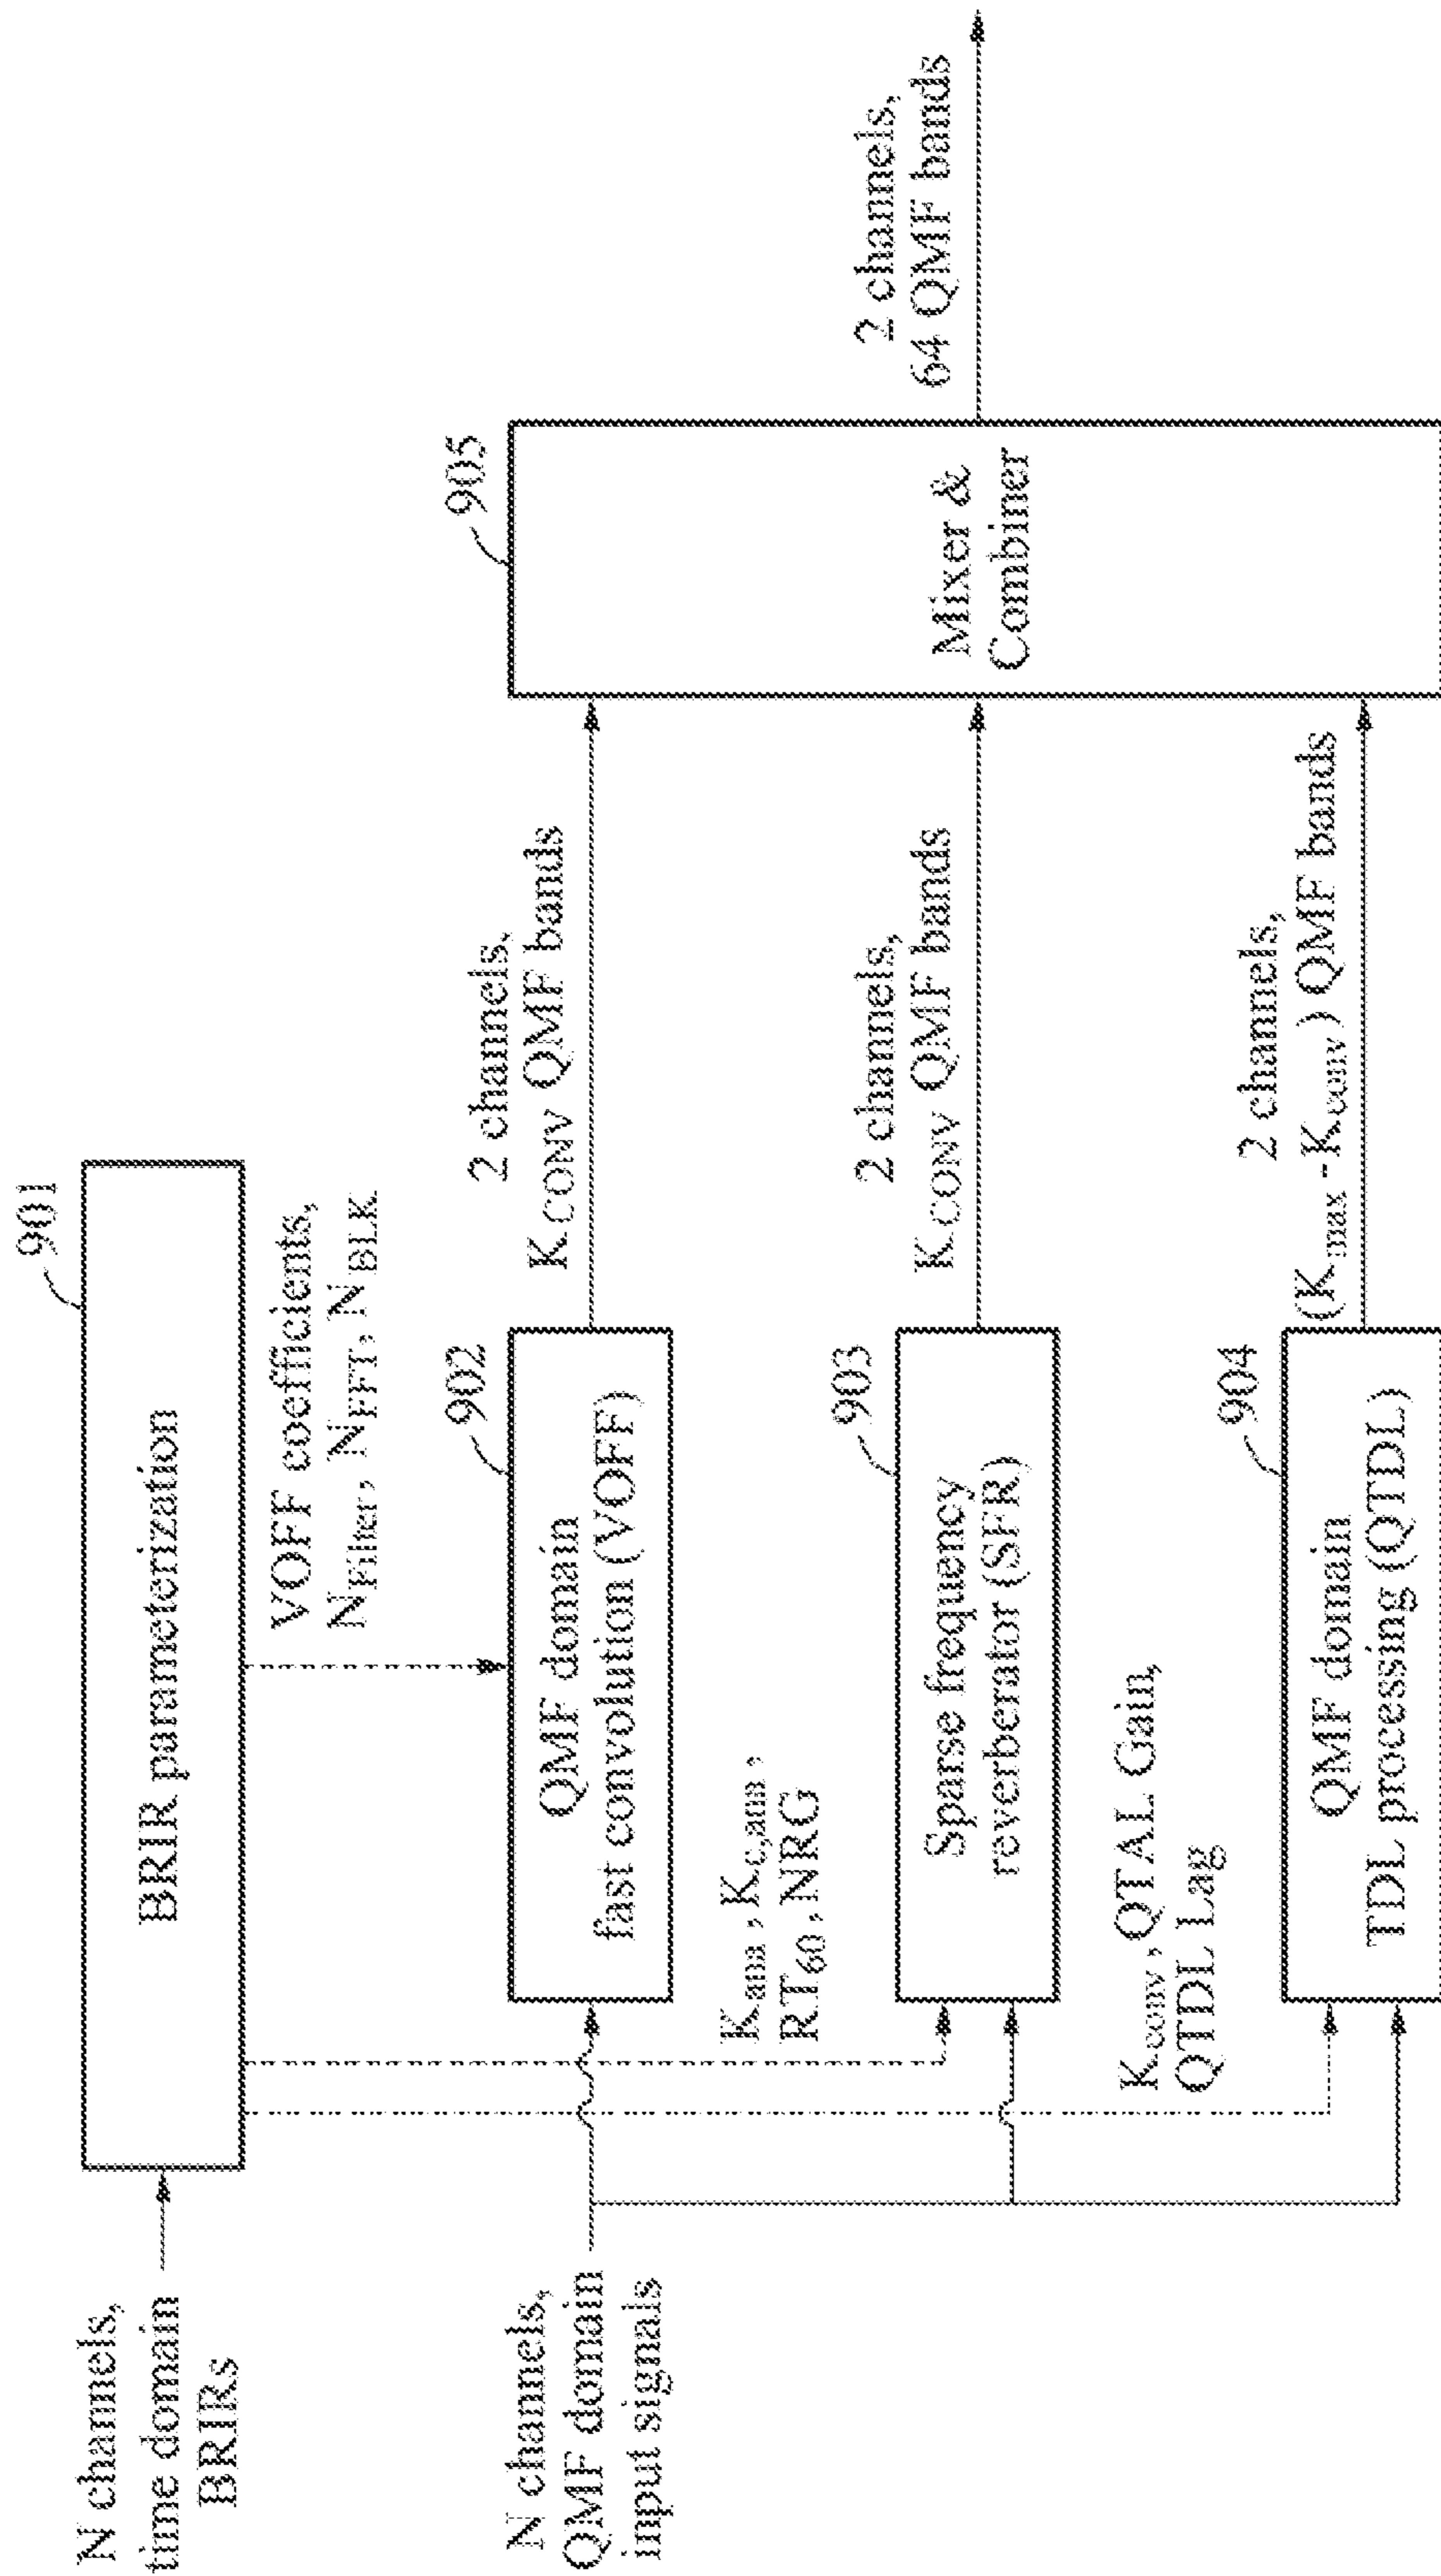 N channels,
time domain
BRIRs
901
BRIR parameterization
VOFF coefficients,
N_Filter, N_FFT, N_BLK
N channels,
QMF domain
input signals
902
QMF domain
fast convolution (VOFF)
2 channels,
K_CONV QMF bands
905
Mixer &
Combiner
2 channels,
64 QMF bands
K_ana, K_c,ana,
RT_60, NRG
903
Sparse frequency
reverberator (SFR)
2 channels,
K_CONV QMF bands
K_conv, QTAL Gain,
QTDL Lag
904
QMF domain
TDL processing (QTDL)
2 channels,
(K_max -K_conv) QMF bands